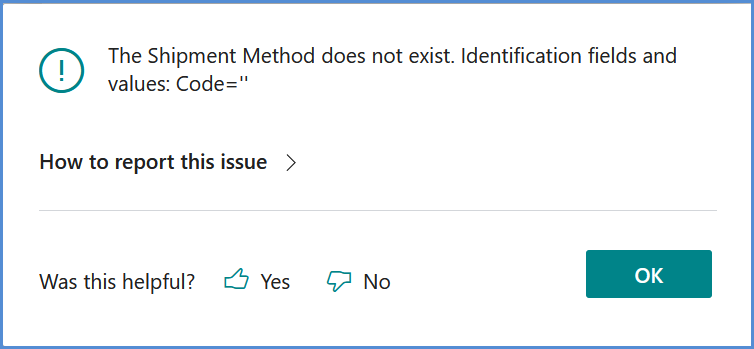 The Shipment Method does not exist. Identification fields and
values: Code=''
How to report this issue
Was this helpful? Yes No
OK